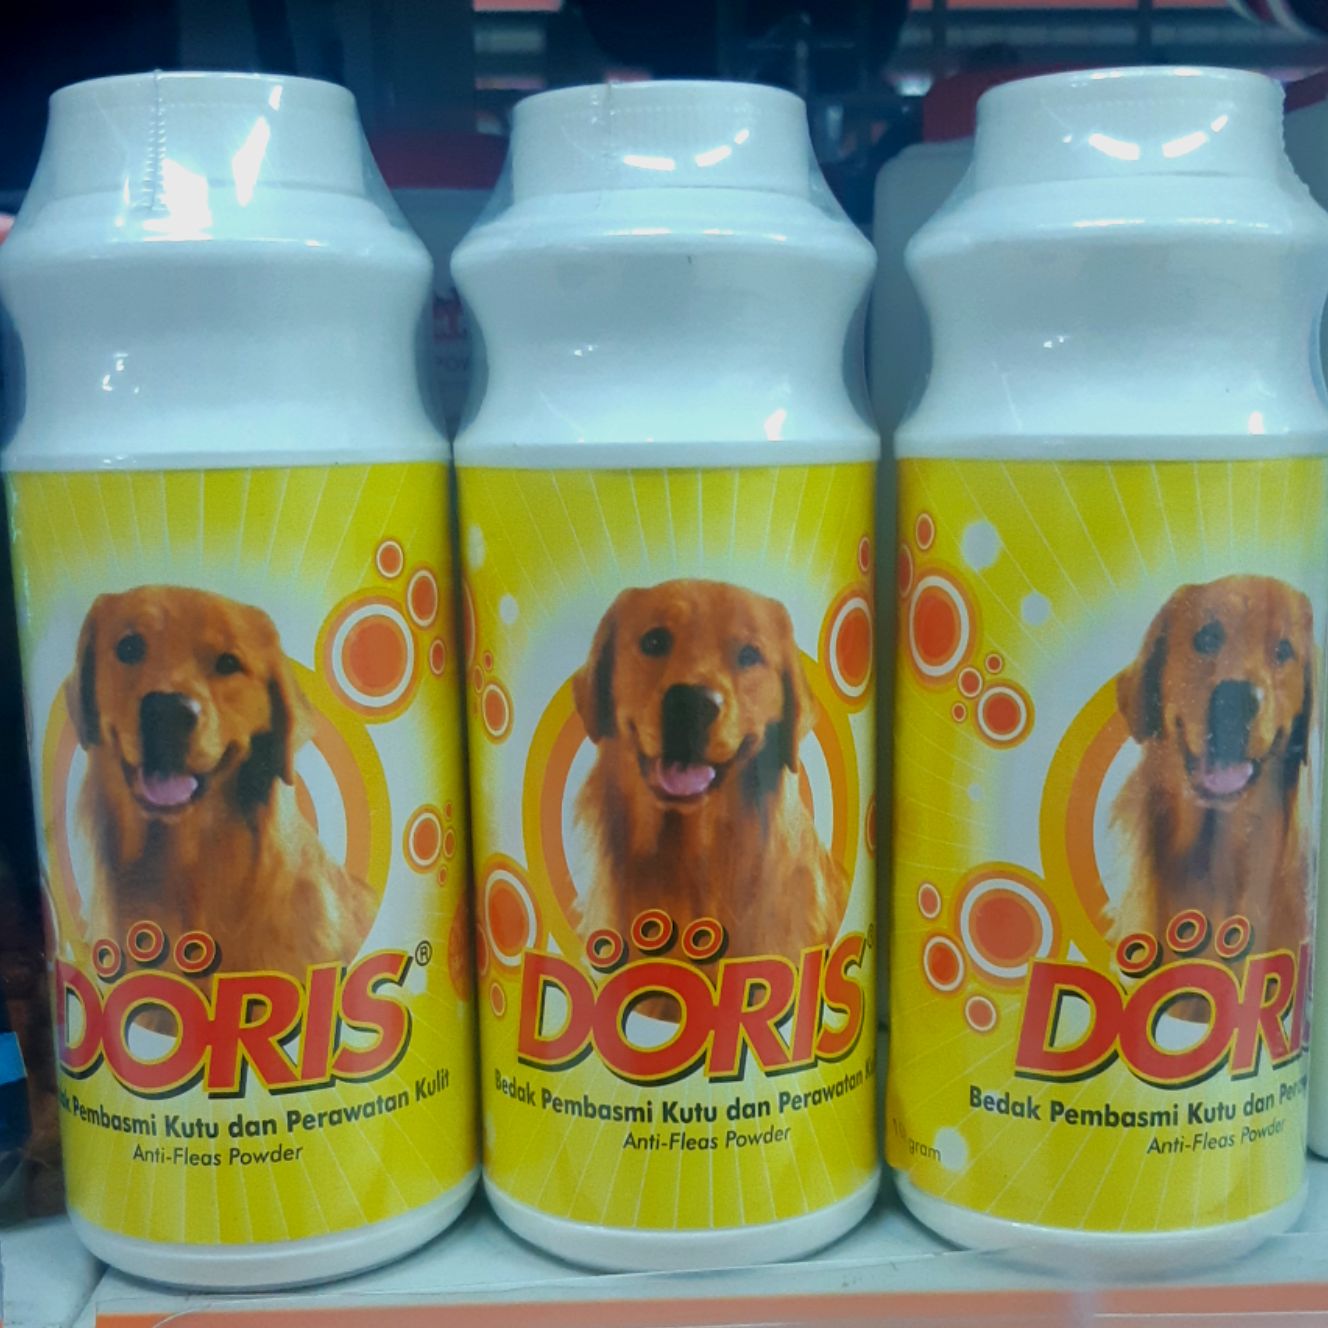 DORIS®
Pembasmi Kutu dan Perawatan Kulit
Anti-Fleas Powder
DORIS
Bedak Pembasmi Kutu dan Perawatan
Anti-Fleas Powder
DORI
Bedak Pembasmi Kutu dan
Anti-Fleas Powder
gram